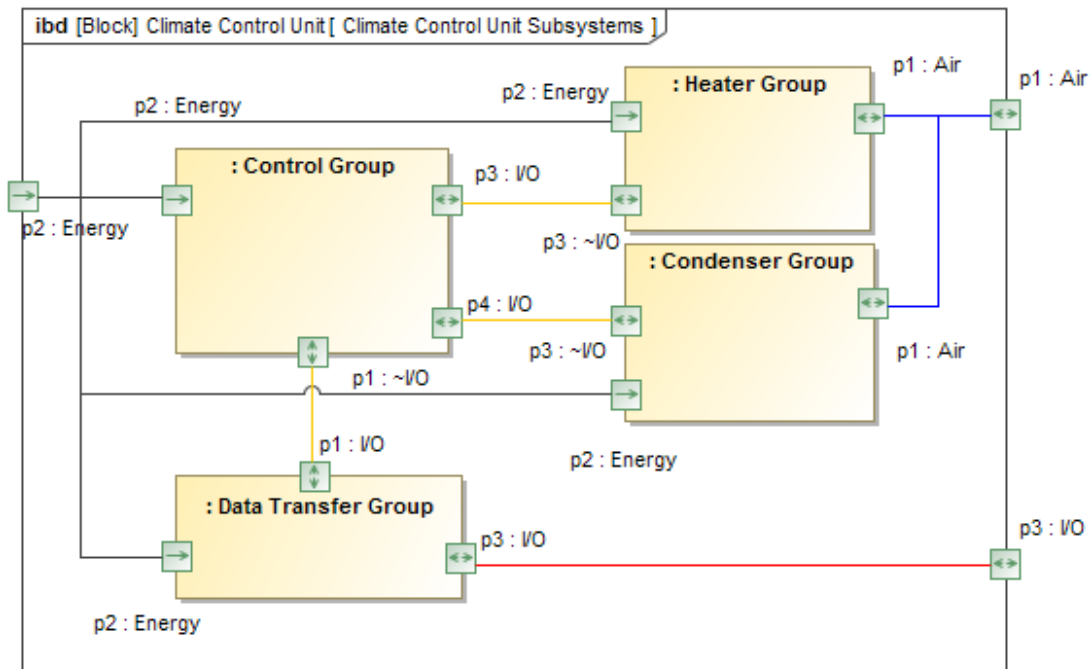 ibd [Block] Climate Control Unit [ Climate Control Unit Subsystems ]
p1 : Air
p1 : Air
p2 : Energy
p2 : Energy
: Heater Group
: Control Group
p3 : I/O
p2 : Energy
p3 : ~I/O
: Condenser Group
p4 : I/O
p3 : ~I/O
p1 : Air
p1 : ~I/O
p1 : I/O
p2 : Energy
: Data Transfer Group
p3 : I/O
p3 : I/O
p2 : Energy